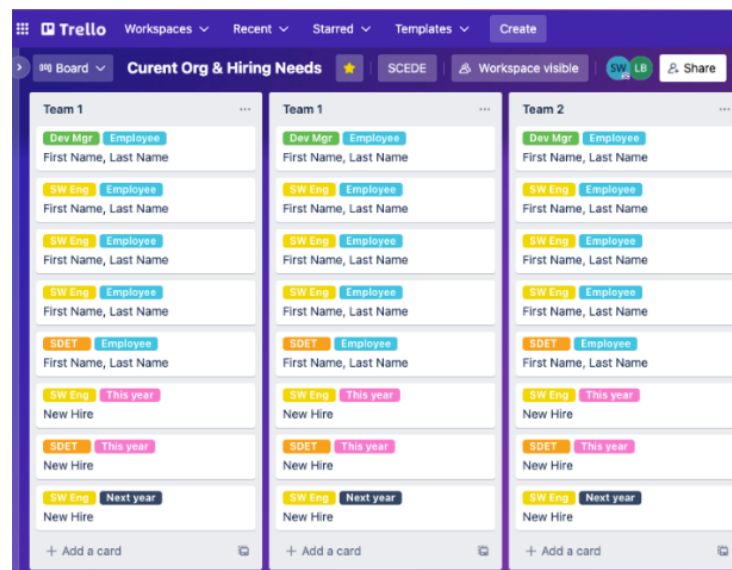 Trello Workspaces Recent Starred Templates Create
Board Curent Org & Hiring Needs SCEDE Workspace visible SW LB Share
Team 1
Dev Mgr Employee
First Name, Last Name
SW Eng Employee
First Name, Last Name
SW Eng Employee
First Name, Last Name
SW Eng Employee
First Name, Last Name
SDET Employee
First Name, Last Name
SW Eng This year
New Hire
SDET This year
New Hire
SW Eng Next year
New Hire
+ Add a card
Team 1
Dev Mgr Employee
First Name, Last Name
SW Eng Employee
First Name, Last Name
SW Eng Employee
First Name, Last Name
SW Eng Employee
First Name, Last Name
SDET Employee
First Name, Last Name
SW Eng This year
New Hire
SDET This year
New Hire
SW Eng Next year
New Hire
+ Add a card
Team 2
Dev Mgr Employee
First Name, Last Name
SW Eng Employee
First Name, Last Name
SW Eng Employee
First Name, Last Name
SW Eng Employee
First Name, Last Name
SDET Employee
First Name, Last Name
SW Eng This year
New Hire
SDET This year
New Hire
SW Eng Next year
New Hire
+ Add a card